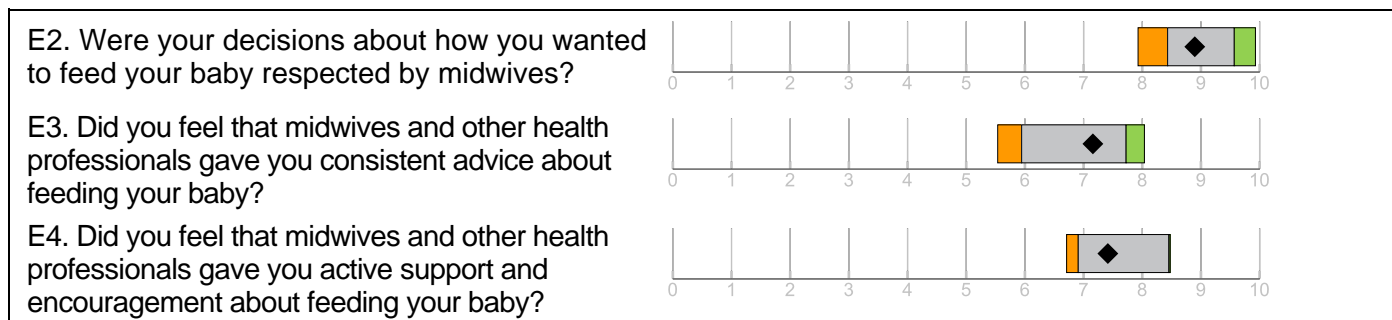 E2. Were your decisions about how you wanted
to feed your baby respected by midwives?
0 1 2 3 4 5 6 7 8 9 10
E3. Did you feel that midwives and other health
professionals gave you consistent advice about
feeding your baby?
0 1 2 3 4 5 6 7 8 9 10
E4. Did you feel that midwives and other health
professionals gave you active support and
encouragement about feeding your baby?
0 1 2 3 4 5 6 7 8 9 10